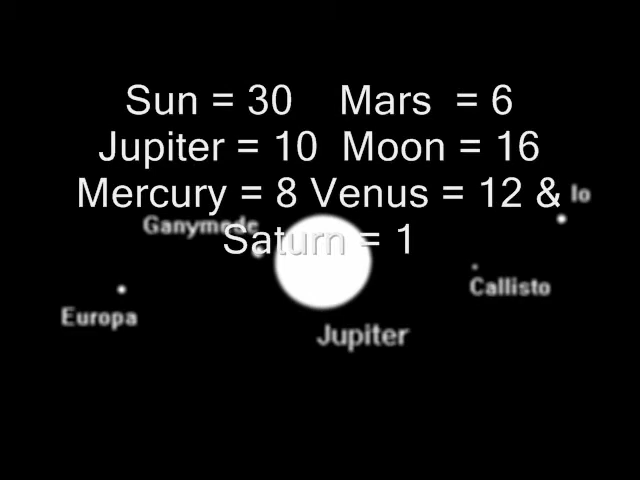 Sun = 30 Mars = 6
Jupiter = 10 Moon = 16
Mercury = 8 Venus = 12 &
Io
Ganymede
Saturn = 1
Callisto
Europa
Jupiter